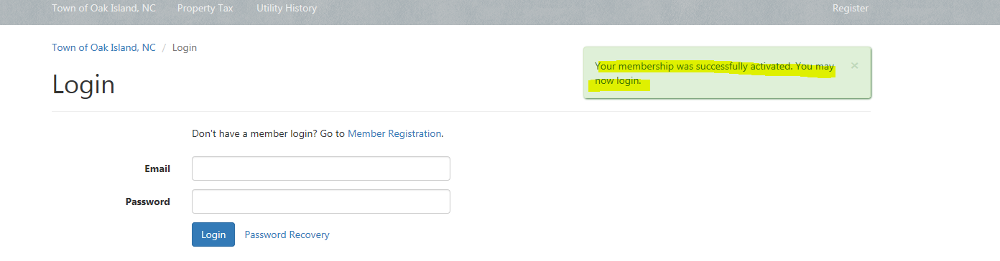 Town of Oak Island, NC Property Tax Utility History Register
Town of Oak Island, NC / Login
Your membership was successfully activated. You may ×
now login.
Login
Don't have a member login? Go to Member Registration.
Email
Password
Login Password Recovery